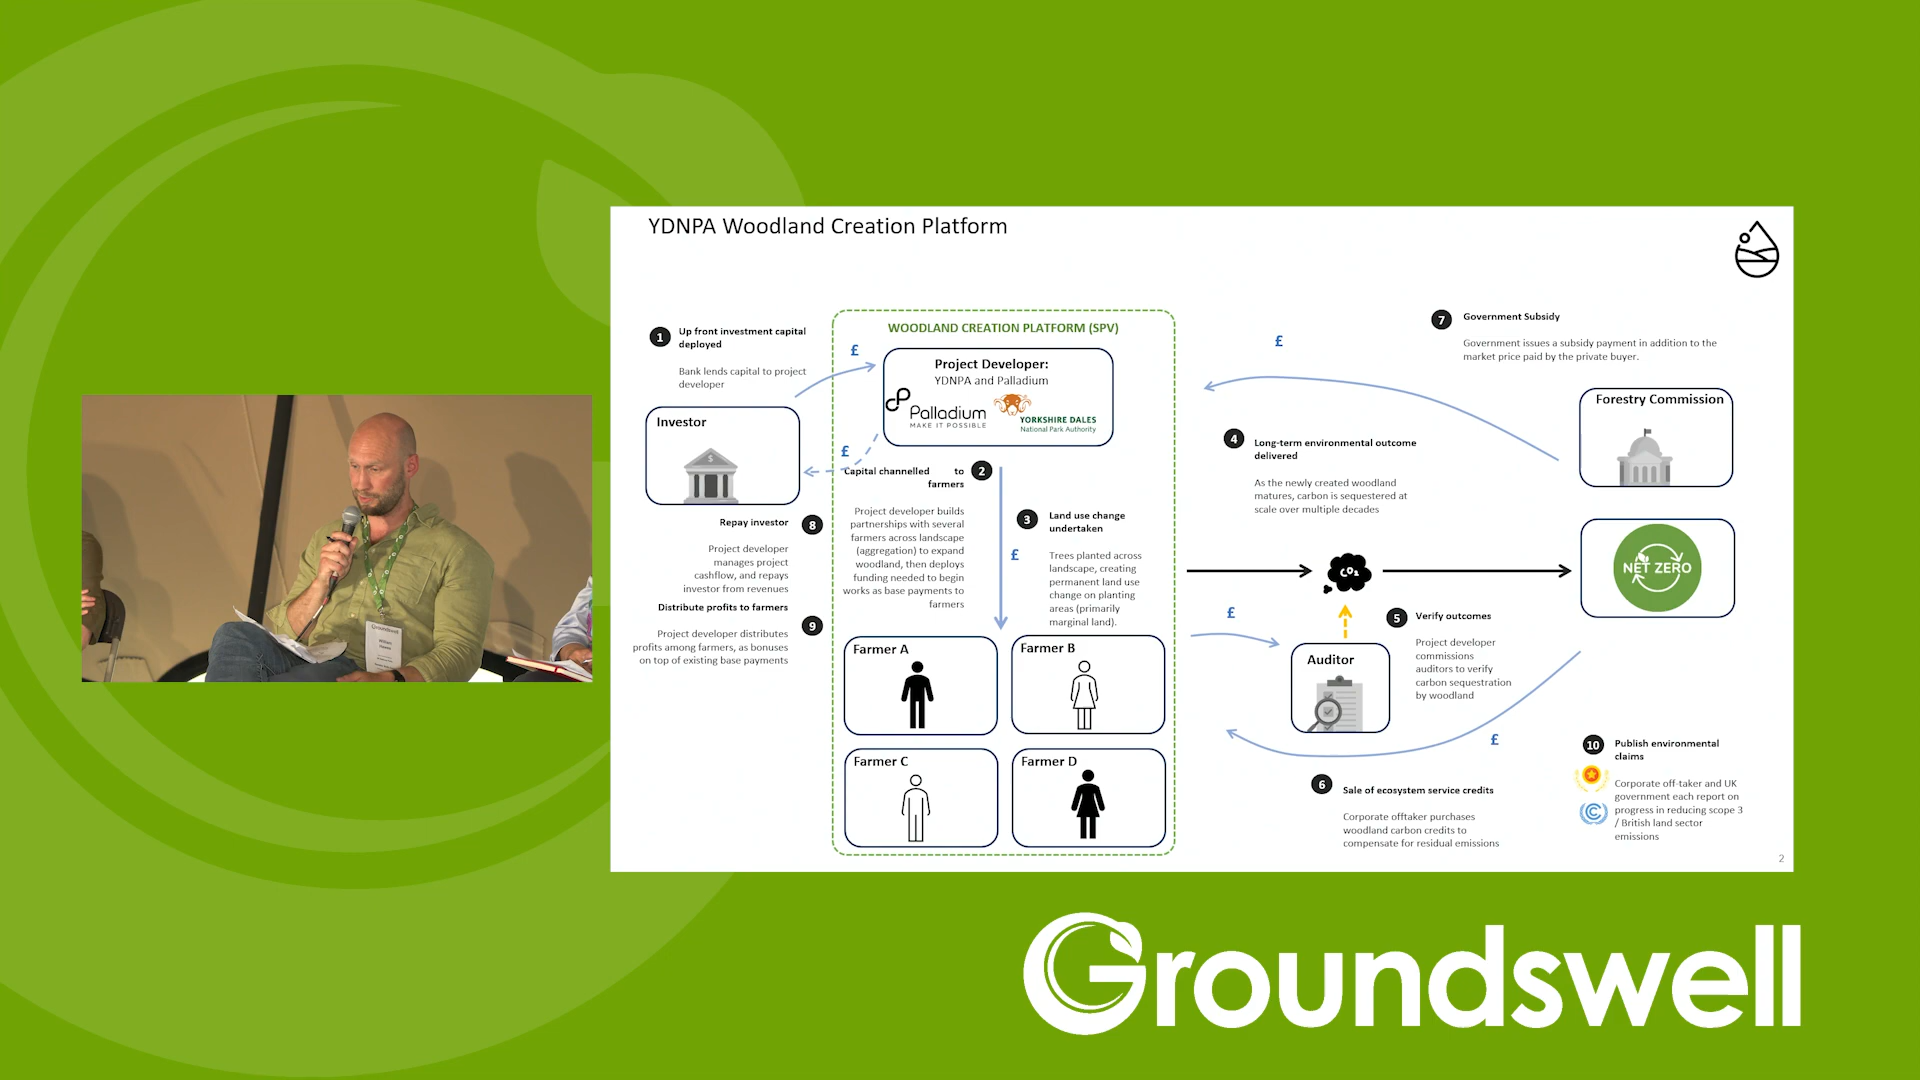 YDNPA Woodland Creation Platform
1
Up front investment capital
deployed
Bank lends capital to project
developer
£
Investor
$
£
8
Repay investor
Project developer
manages project
cashflow, and repays
investor from revenues
9
Distribute profits to farmers
Project developer distributes
profits among farmers, as bonuses
on top of existing base payments
WOODLAND CREATION PLATFORM (SPV)
Project Developer:
YDNPA and Palladium
Palladium
MAKE IT POSSIBLE
YORKSHIRE DALES
National Park Authority
2
Capital channelled to
farmers
Project developer builds
partnerships with several
farmers across landscape
(aggregation) to expand
woodland, then deploys
funding needed to begin
works as base payments to
farmers
3
Land use change
undertaken
£
Trees planted across
landscape, creating
permanent land use
change on planting
areas (primarily
marginal land).
Farmer A
Farmer B
Farmer C
Farmer D
£
7
Government Subsidy
Government issues a subsidy payment in addition to the
market price paid by the private buyer.
Forestry Commission
4
Long-term environmental outcome
delivered
As the newly created woodland
matures, carbon is sequestered at
scale over multiple decades
CO₂
NET ZERO
£
5
Verify outcomes
Project developer
commissions
auditors to verify
carbon sequestration
by woodland
Auditor
£
6
Sale of ecosystem service credits
Corporate offtaker purchases
woodland carbon credits to
compensate for residual emissions
10
Publish environmental
claims
Corporate off-taker and UK
government each report on
progress in reducing scope 3
/ British land sector
emissions
2
Groundswell
William
Groundswell